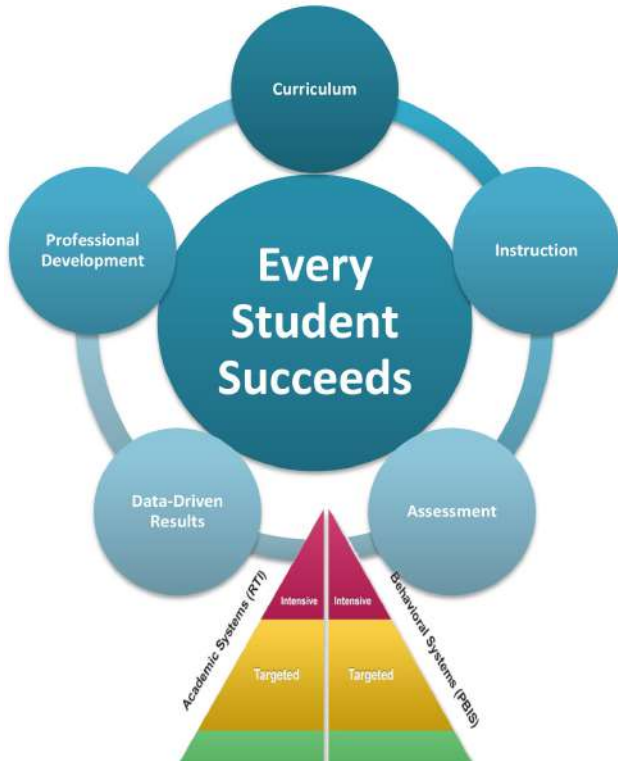 Curriculum
Professional
Development
Every
Student
Succeeds
Instruction
Data-Driven
Results
Assessment
Academic Systems (RTI)
Behavioral Systems (PBIS)
Intensive
Intensive
Targeted
Targeted